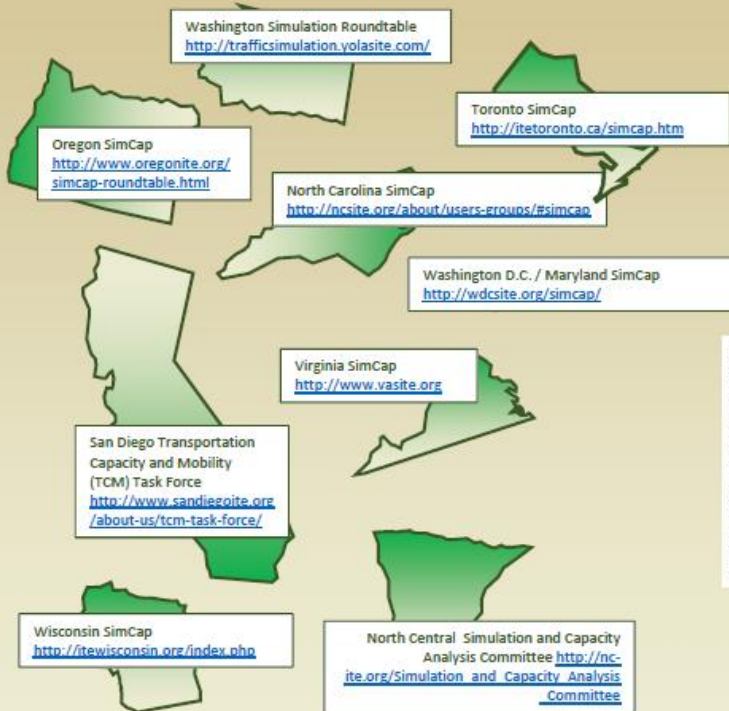 Washington Simulation Roundtable
http://trafficsimulation.yolasite.com/
Toronto SimCap
http://itetoronto.ca/simcap.htm
Oregon SimCap
http://www.oregonite.org/
simcap-roundtable.html
North Carolina SimCap
http://ncsite.org/about/users-groups/#simcap
Washington D.C. / Maryland SimCap
http://wdcsite.org/simcap/
Virginia SimCap
http://www.vasite.org
San Diego Transportation
Capacity and Mobility
(TCM) Task Force
http://www.sandiegoite.org
/about-us/tcm-task-force/
Wisconsin SimCap
http://itewisconsin.org/index.php
North Central Simulation and Capacity
Analysis Committee http://nc-
ite.org/Simulation_and_Capacity_Analysis
_Committee